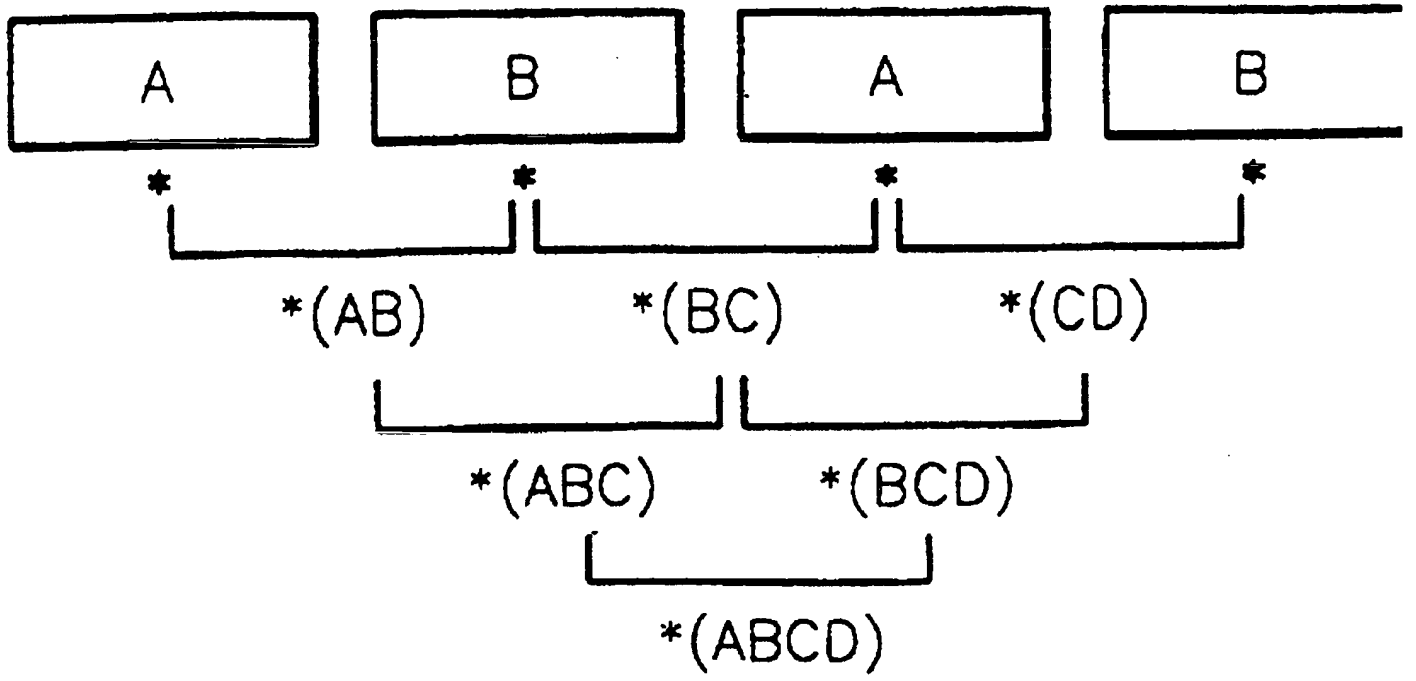 A B A B
* * * *
*(AB) *(BC) *(CD)
*(ABC) *(BCD)
*(ABCD)